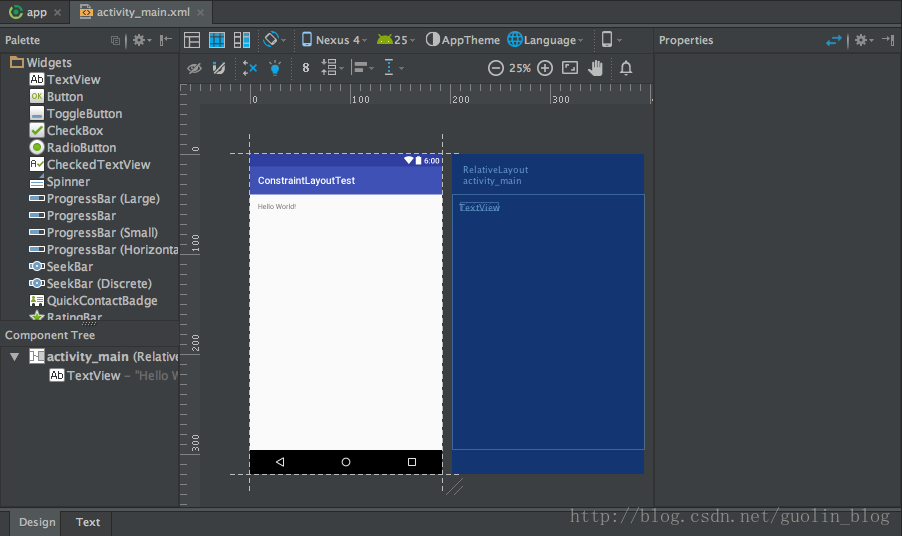 app
activity_main.xml
Palette
Nexus 4
25
AppTheme
Language
Properties
8
25%
Widgets
TextView
Button
ToggleButton
CheckBox
RadioButton
CheckedTextView
Spinner
ProgressBar (Large)
ProgressBar
ProgressBar (Small)
ProgressBar (Horizonta
SeekBar
SeekBar (Discrete)
QuickContactBadge
RatingBar
Component Tree
activity_main (Relative
TextView – "Hello W
0 100 200 300
0
100
200
300
6:00
ConstraintLayoutTest
Hello World!
RelativeLayout
activity_main
TextView
Design
Text
http://blog.csdn.net/guolin_blog